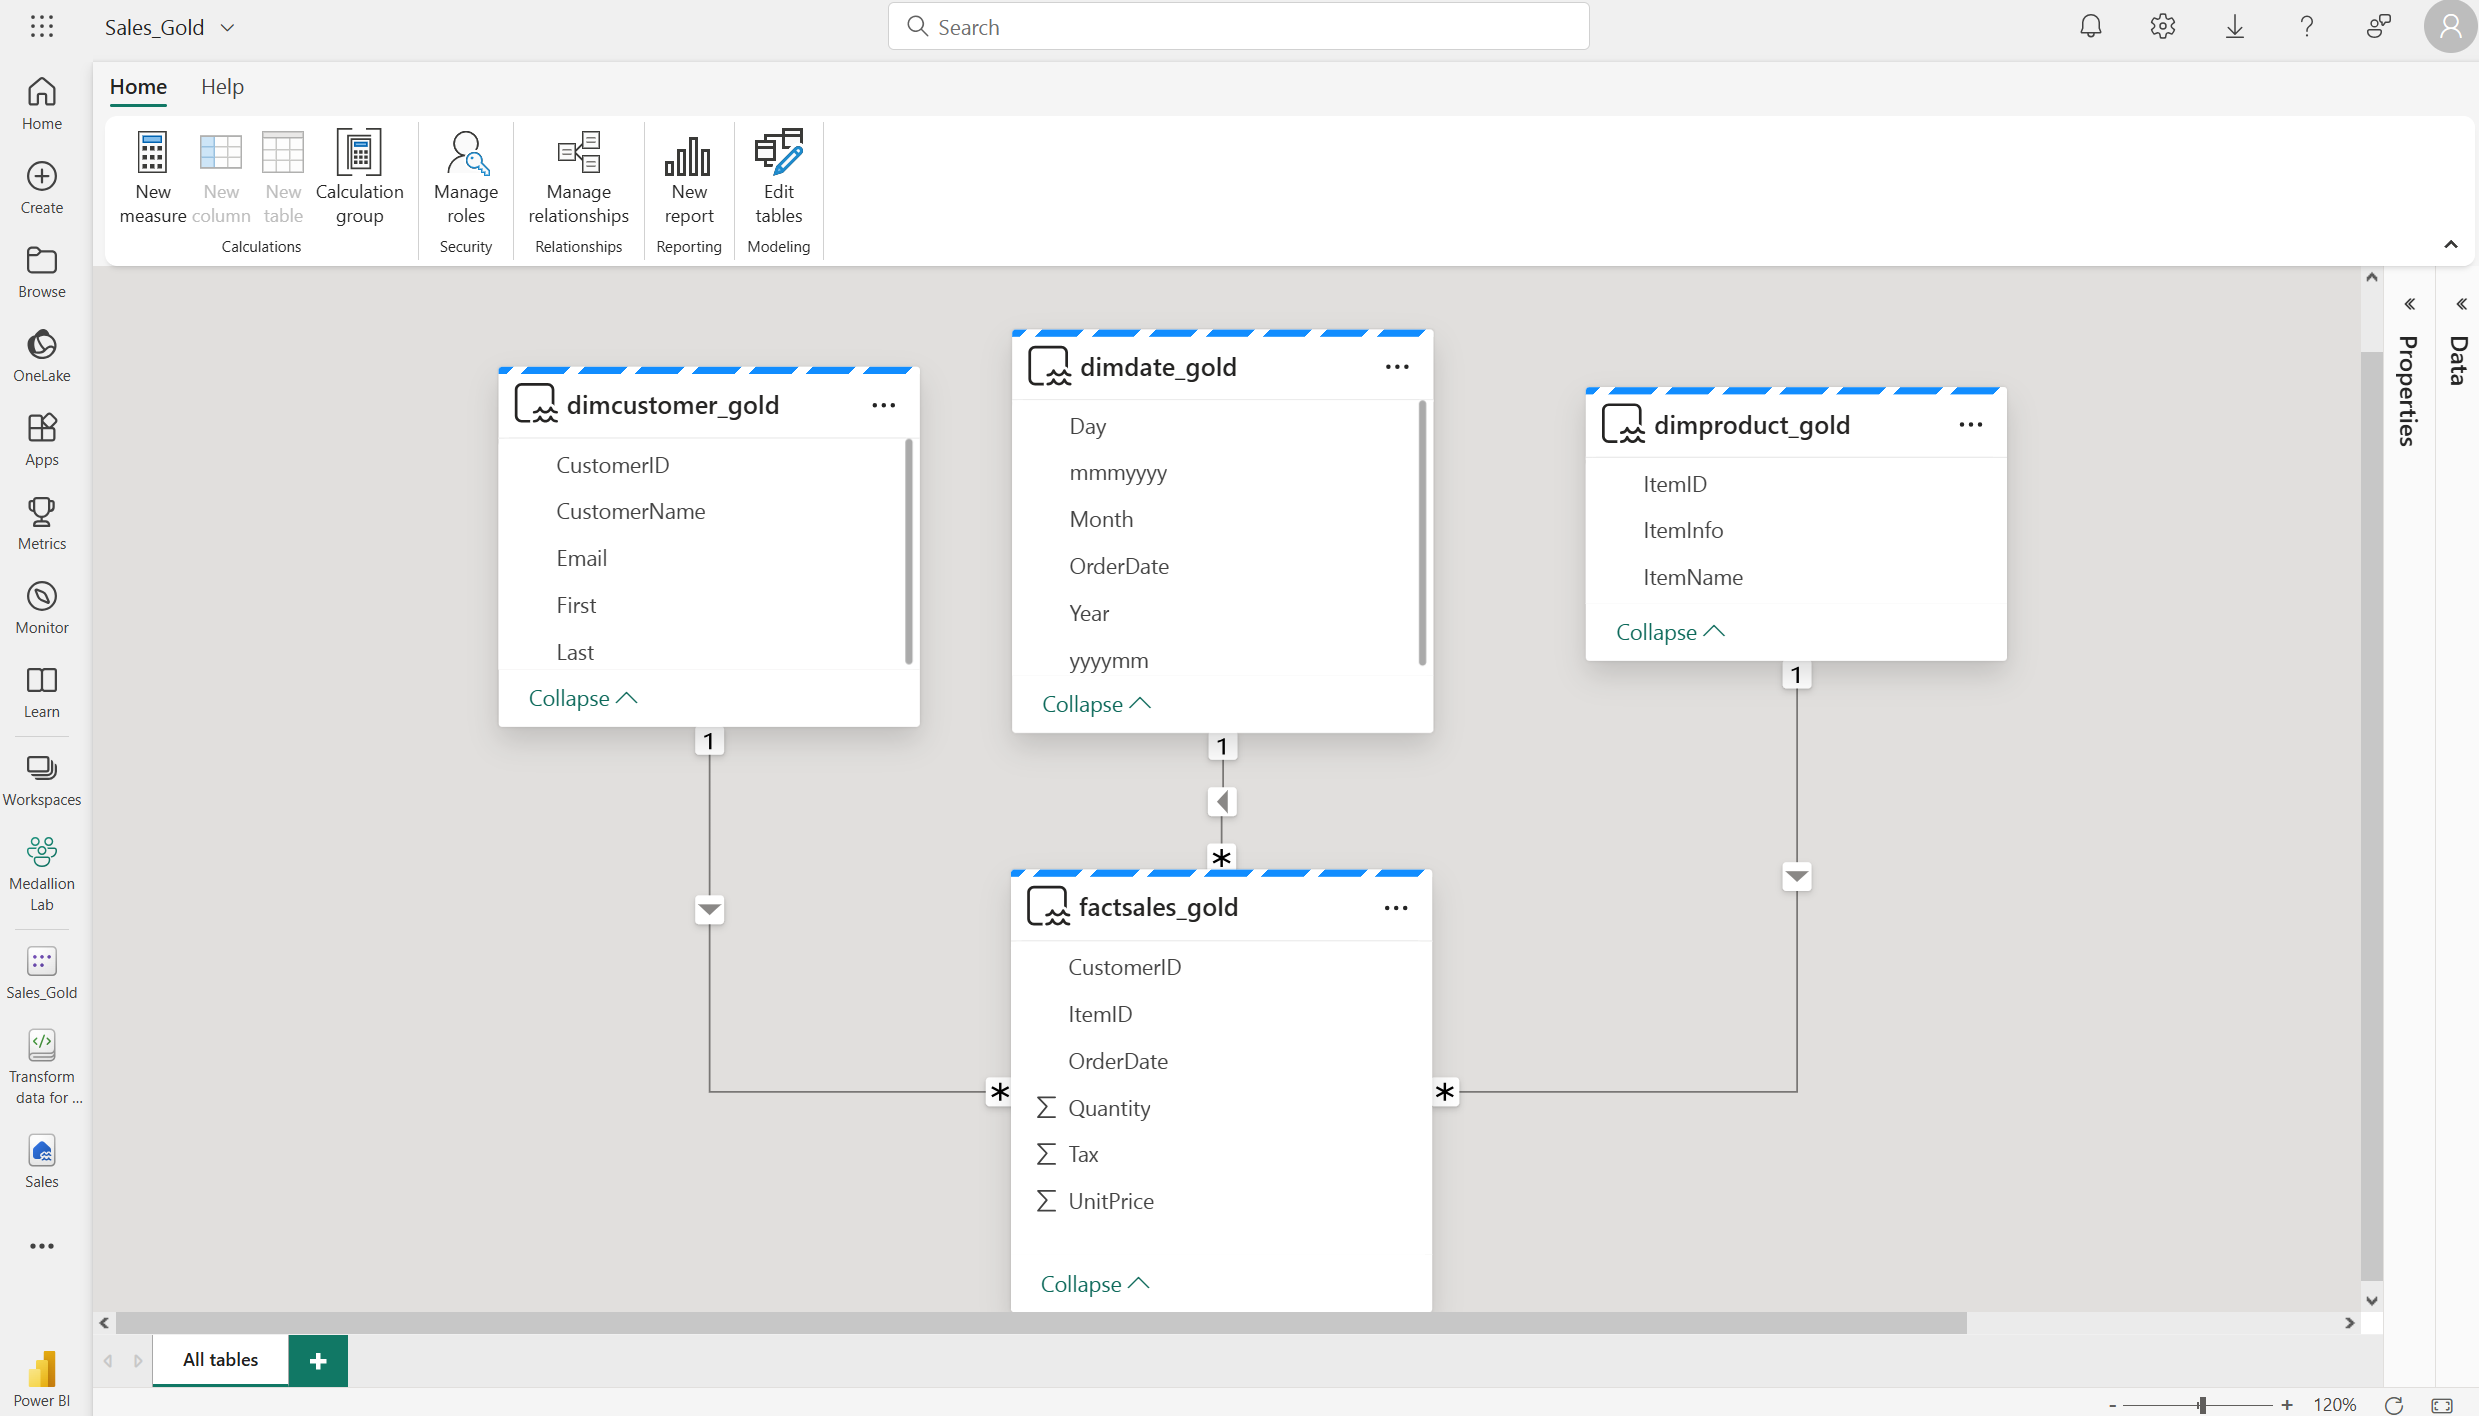 Sales_Gold
Search
Home
Create
Browse
OneLake
Apps
Metrics
Monitor
Learn
Workspaces
Medallion
Lab
Sales_Gold
Transform
data for ...
Sales
Power BI
Home Help
New
measure
New
column
New
table
Calculation
group
Calculations
Manage
roles
Security
Manage
relationships
Relationships
New
report
Reporting
Edit
tables
Modeling
dimcustomer_gold
CustomerID
CustomerName
Email
First
Last
Collapse
1
*
dimdate_gold
Day
mmmyyyy
Month
OrderDate
Year
yyyymm
Collapse
1
*
dimproduct_gold
ItemID
ItemInfo
ItemName
Collapse
1
*
factsales_gold
CustomerID
ItemID
OrderDate
∑ Quantity
∑ Tax
∑ UnitPrice
Collapse
Properties
Data
All tables
+
- + 120%